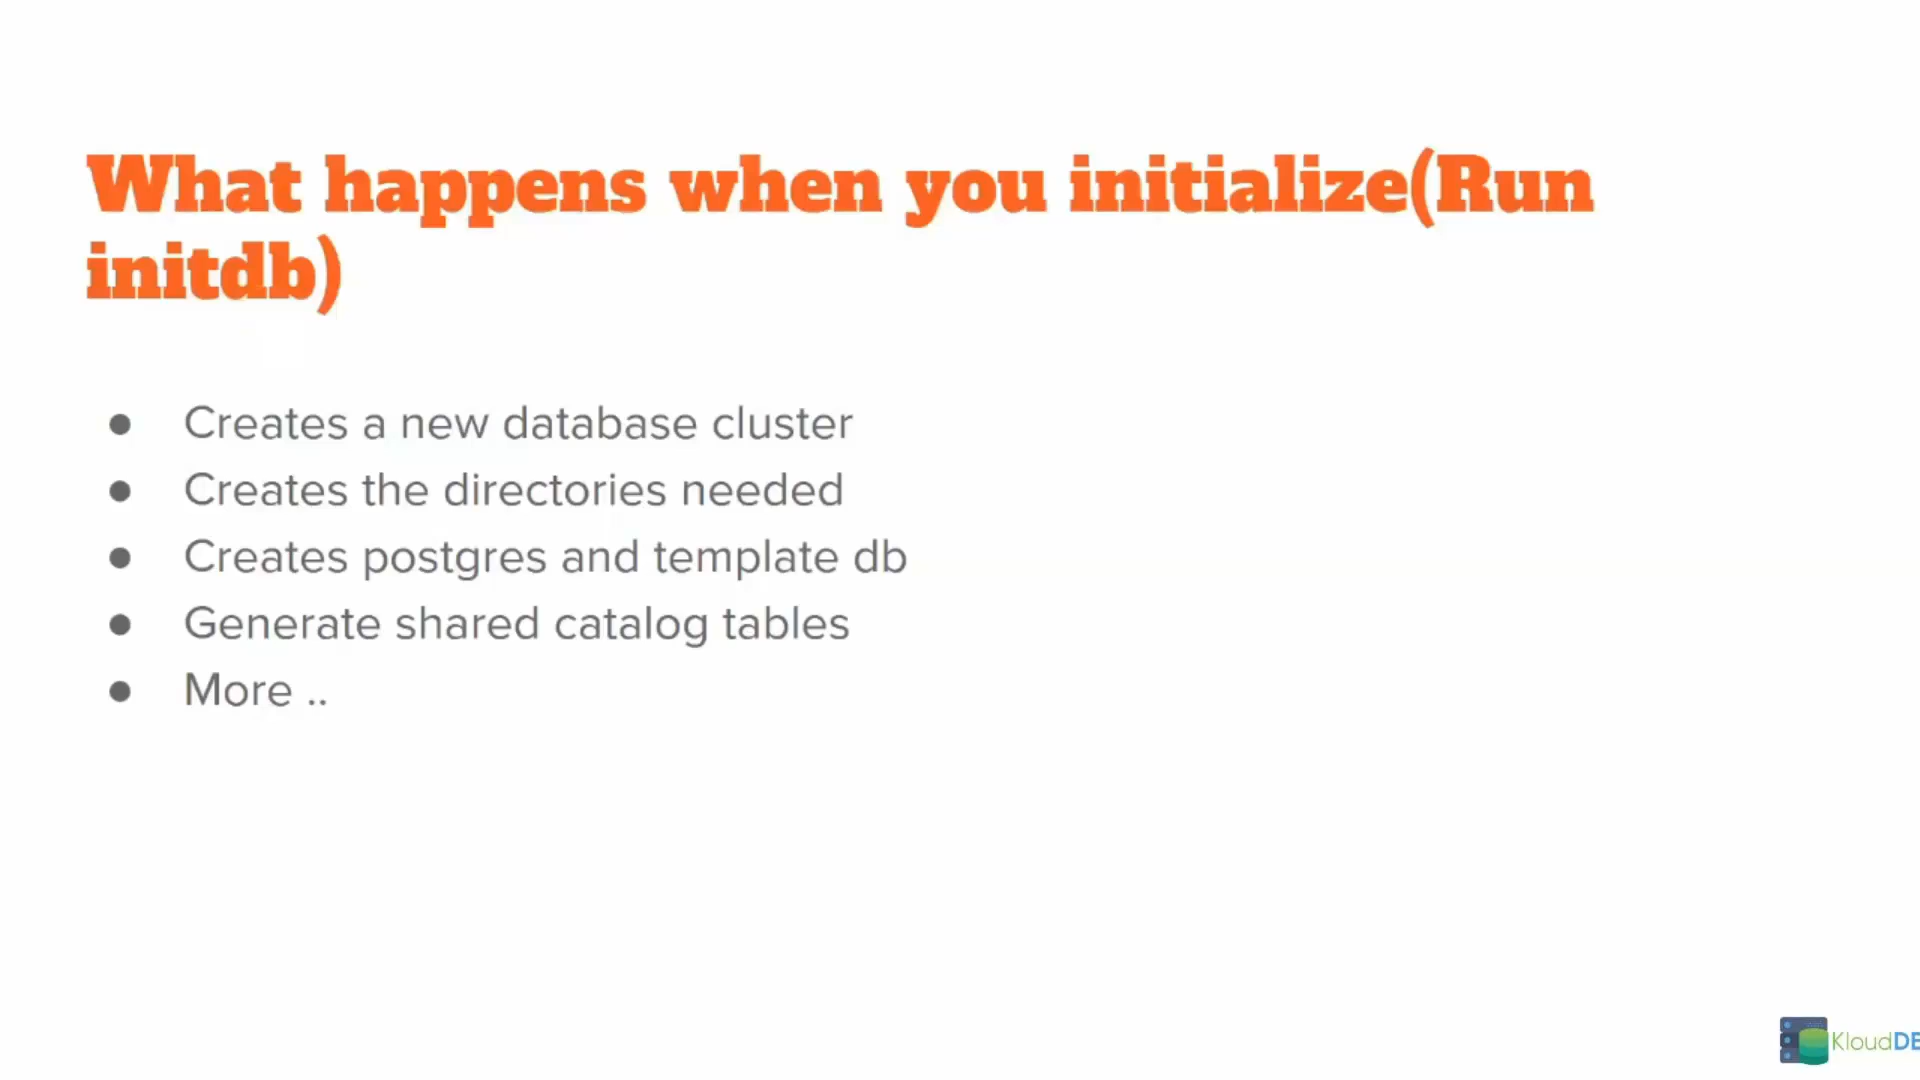 What happens when you initialize(Run
initdb)
● Creates a new database cluster
● Creates the directories needed
● Creates postgres and template db
● Generate shared catalog tables
● More ..
KloudDB